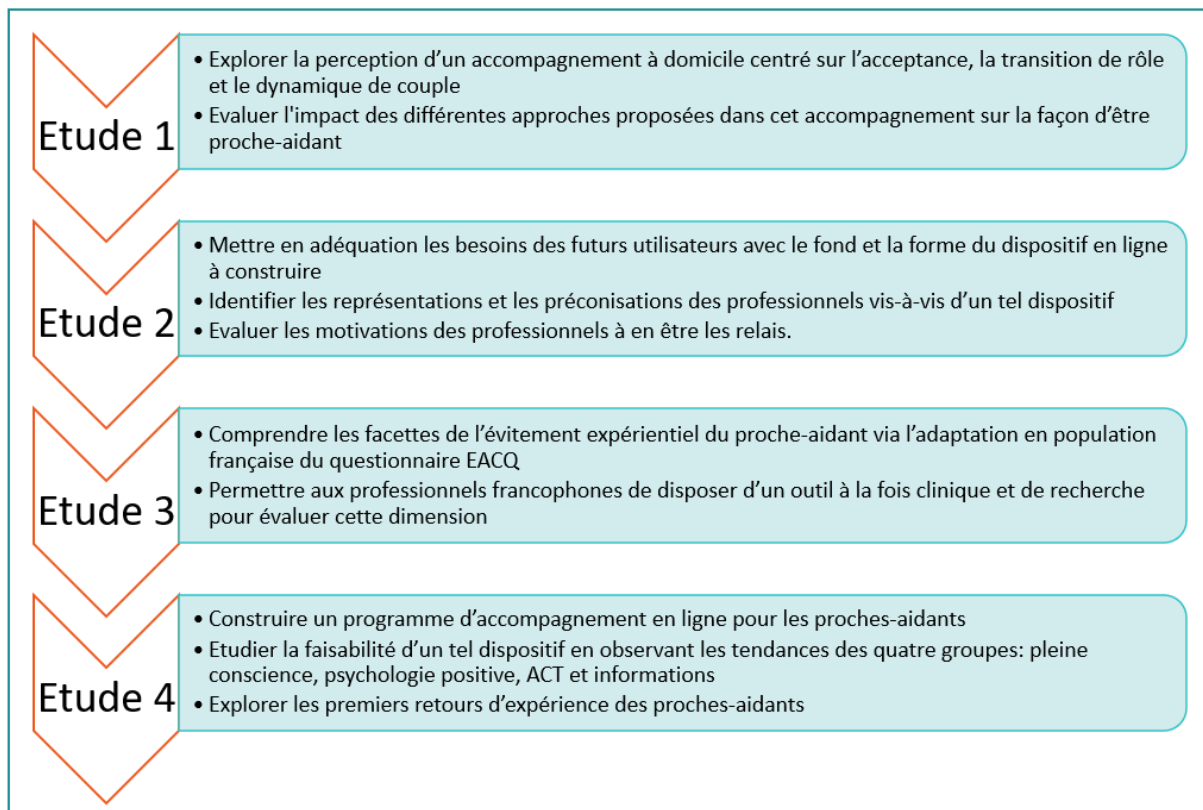 Etude 1
• Explorer la perception d’un accompagnement à domicile centré sur l’acceptance, la transition de rôle
et le dynamique de couple
• Evaluer l'impact des différentes approches proposées dans cet accompagnement sur la façon d’être
proche-aidant
Etude 2
• Mettre en adéquation les besoins des futurs utilisateurs avec le fond et la forme du dispositif en ligne
à construire
• Identifier les représentations et les préconisations des professionnels vis-à-vis d’un tel dispositif
• Evaluer les motivations des professionnels à en être les relais.
Etude 3
• Comprendre les facettes de l’évitement expérientiel du proche-aidant via l’adaptation en population
française du questionnaire EACQ
• Permettre aux professionnels francophones de disposer d’un outil à la fois clinique et de recherche
pour évaluer cette dimension
Etude 4
• Construire un programme d’accompagnement en ligne pour les proches-aidants
• Etudier la faisabilité d’un tel dispositif en observant les tendances des quatre groupes: pleine
conscience, psychologie positive, ACT et informations
• Explorer les premiers retours d’expérience des proches-aidants